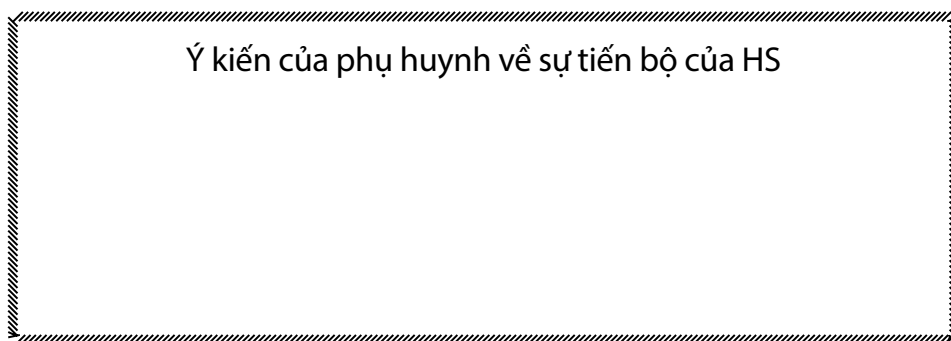 Ý kiến của phụ huynh về sự tiến bộ của HS